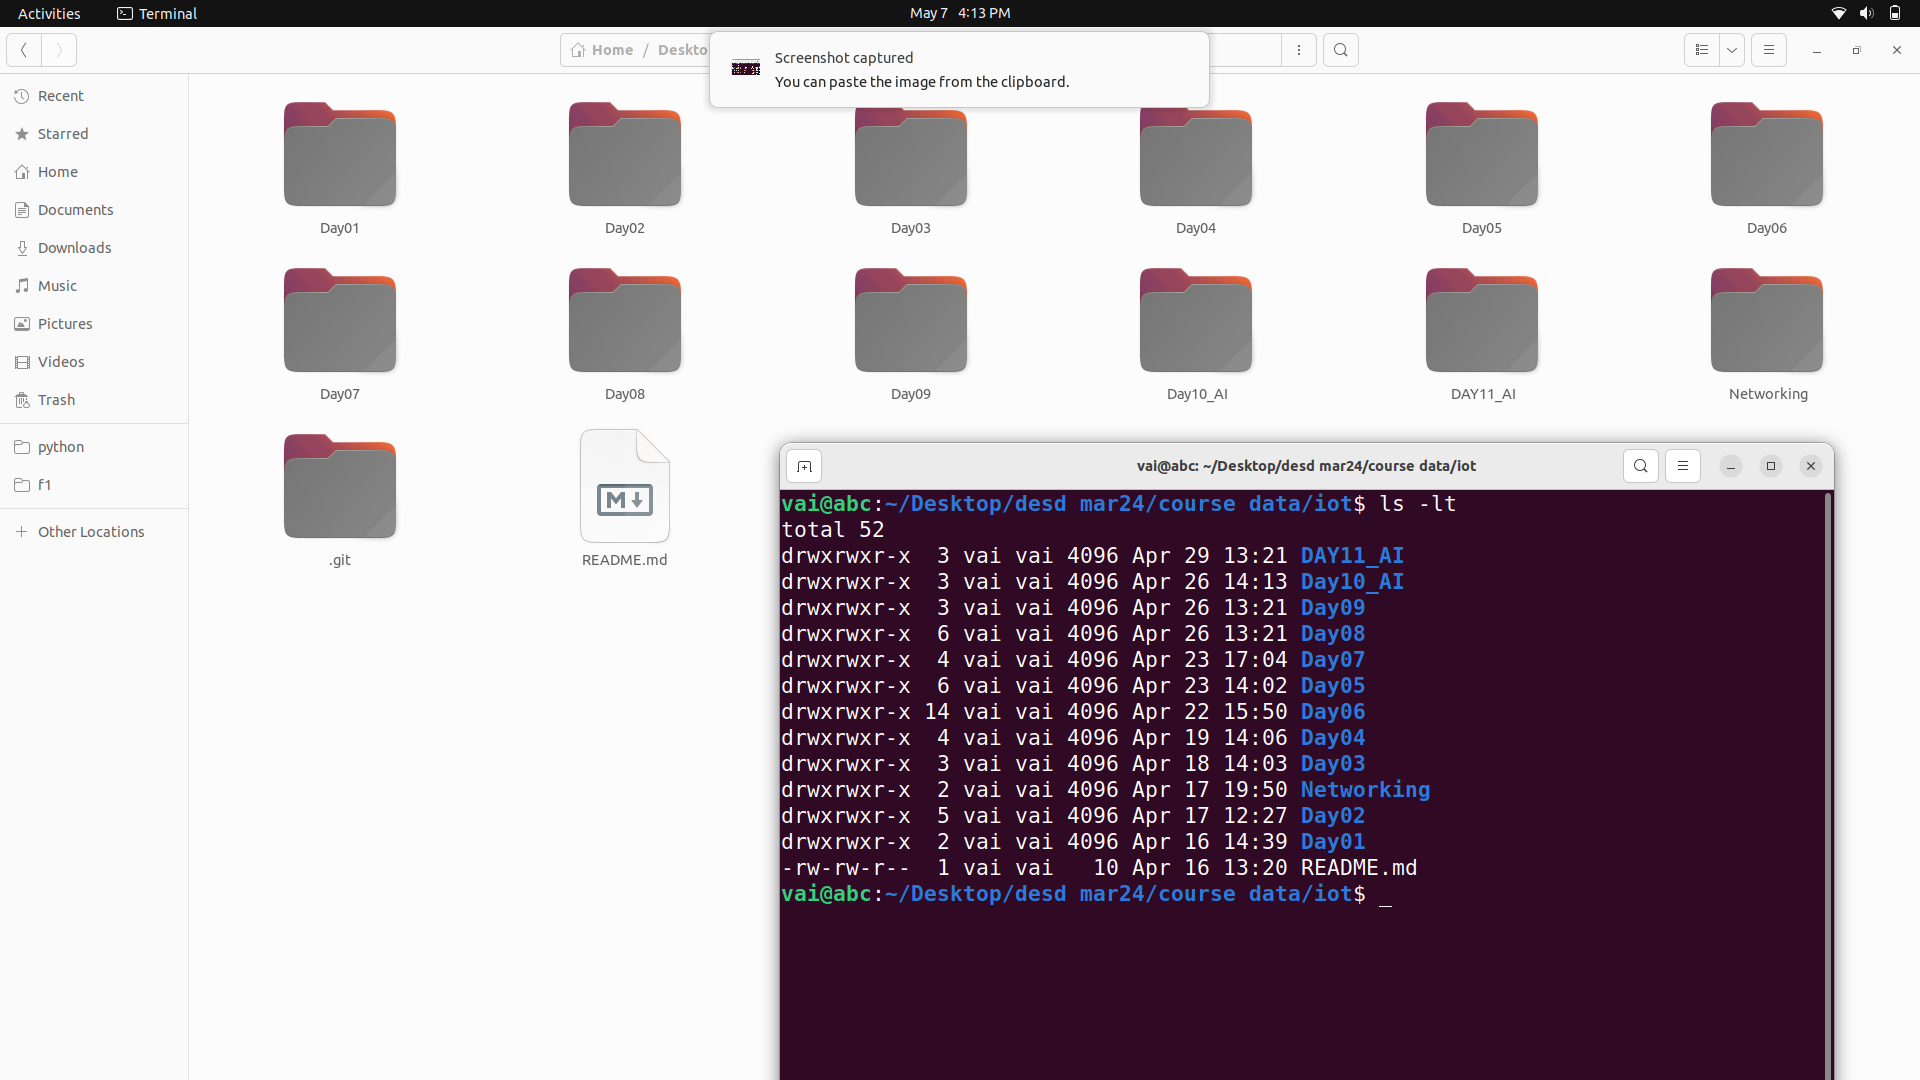 Activities Terminal May 7 4:13 PM
Home / Deskto
Screenshot captured
You can paste the image from the clipboard.
Recent
Starred
Home
Documents
Downloads
Music
Pictures
Videos
Trash
python
f1
Other Locations
Day01 Day02 Day03 Day04 Day05 Day06
Day07 Day08 Day09 Day10_AI DAY11_AI Networking
M
.git README.md
vai@abc: ~/Desktop/desd mar24/course data/iot
vai@abc:~/Desktop/desd mar24/course data/iot$ ls -lt
total 52
drwxrwxr-x  3 vai vai 4096 Apr 29 13:21 DAY11_AI
drwxrwxr-x  3 vai vai 4096 Apr 26 14:13 Day10_AI
drwxrwxr-x  3 vai vai 4096 Apr 26 13:21 Day09
drwxrwxr-x  6 vai vai 4096 Apr 26 13:21 Day08
drwxrwxr-x  4 vai vai 4096 Apr 23 17:04 Day07
drwxrwxr-x  6 vai vai 4096 Apr 23 14:02 Day05
drwxrwxr-x 14 vai vai 4096 Apr 22 15:50 Day06
drwxrwxr-x  4 vai vai 4096 Apr 19 14:06 Day04
drwxrwxr-x  3 vai vai 4096 Apr 18 14:03 Day03
drwxrwxr-x  2 vai vai 4096 Apr 17 19:50 Networking
drwxrwxr-x  5 vai vai 4096 Apr 17 12:27 Day02
drwxrwxr-x  2 vai vai 4096 Apr 16 14:39 Day01
-rw-rw-r--  1 vai vai   10 Apr 16 13:20 README.md
vai@abc:~/Desktop/desd mar24/course data/iot$ _